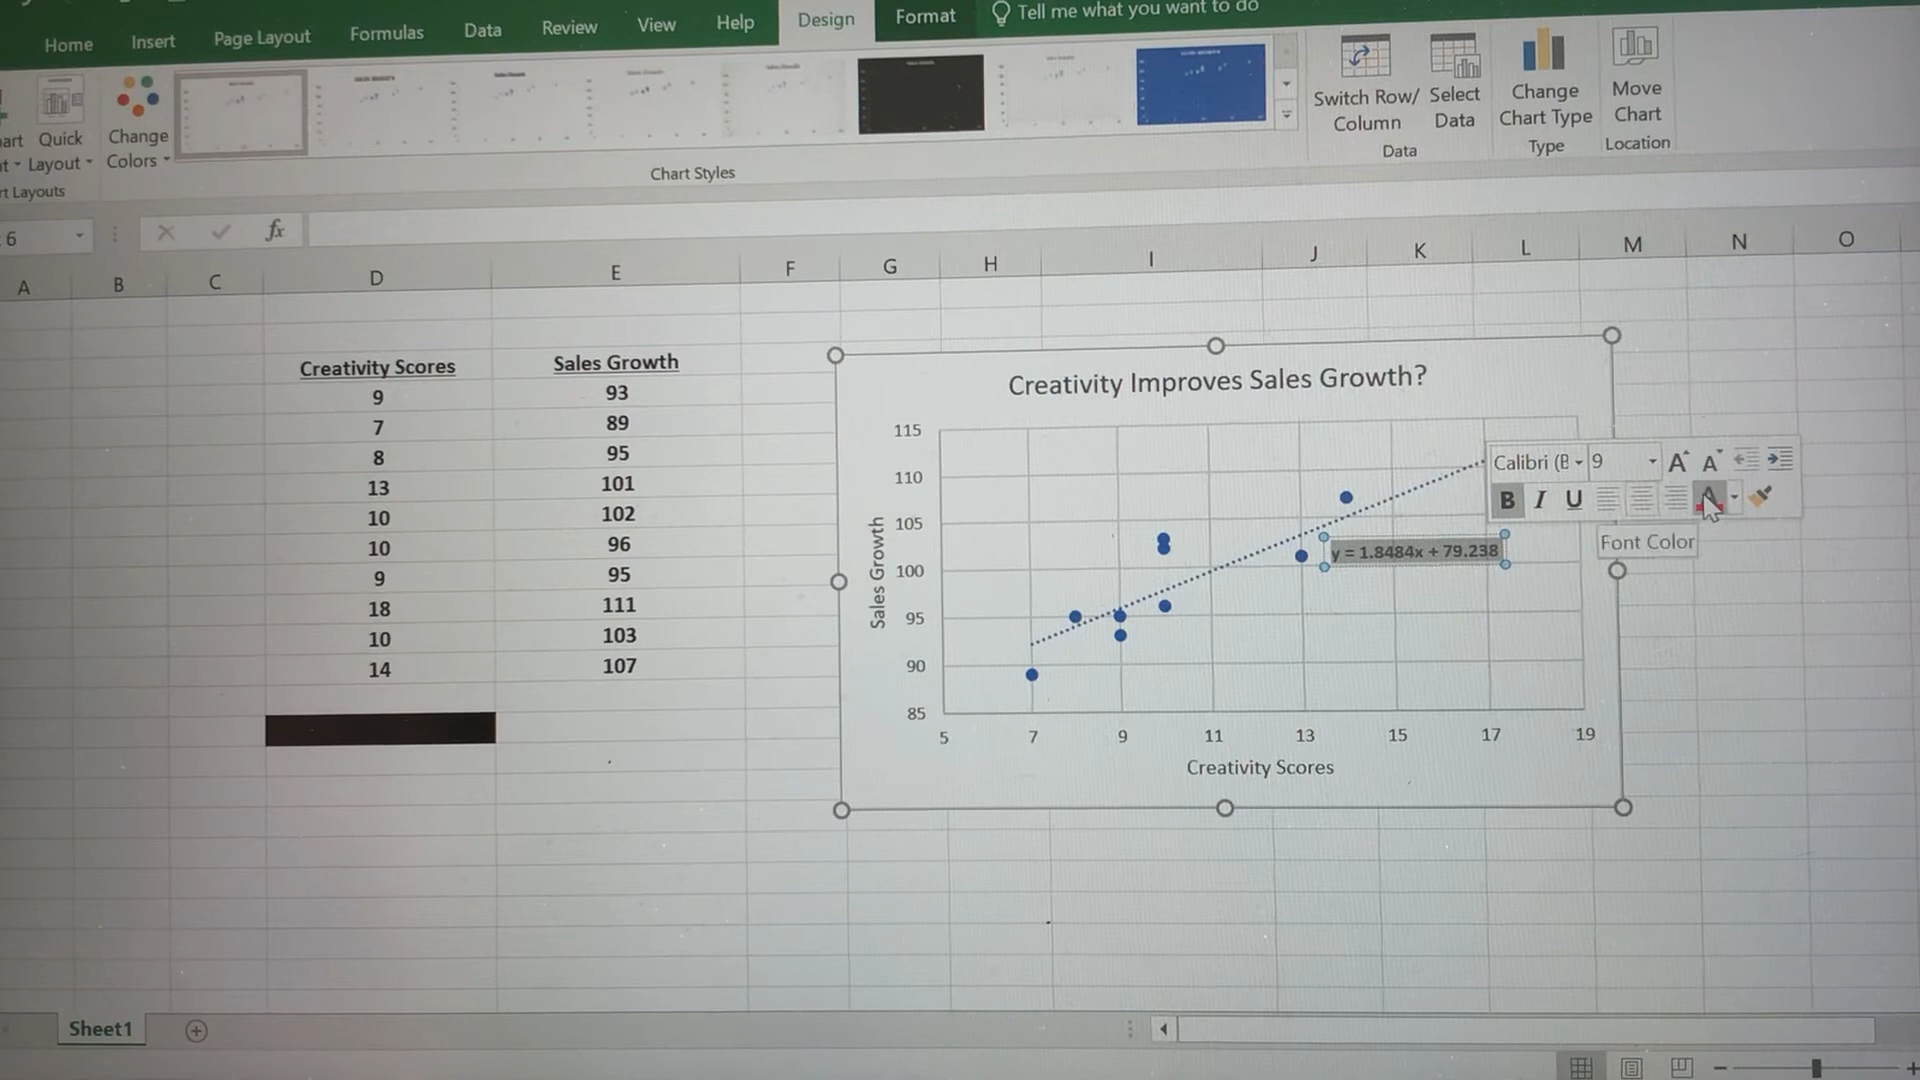 Home Insert Page Layout Formulas Data Review View Help Design Format Tell me what you want to do
Quick
Layout
Change
Colors
Layouts
Chart Styles
Switch Row/
Column
Select
Data
Data
Change
Chart Type
Type
Move
Chart
Location
6
fx
A B C D E F G H I J K L M N O
Creativity Scores Sales Growth
9 93
7 89
8 95
13 101
10 102
10 96
9 95
18 111
10 103
14 107
Creativity Improves Sales Growth?
115
110
105
100
95
90
85
Sales Growth
5 7 9 11 13 15 17 19
Creativity Scores
y = 1.8484x + 79.238
Calibri (B 9 A A
B I U A
Font Color
Sheet1